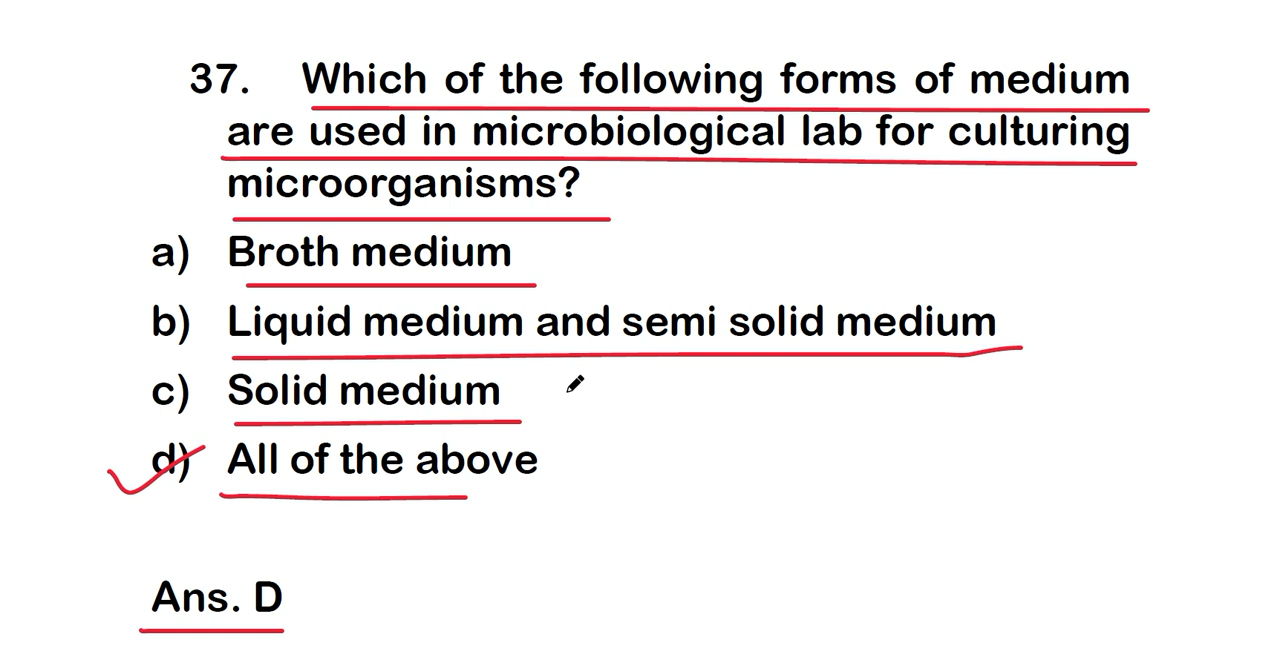 37. Which of the following forms of medium
are used in microbiological lab for culturing
microorganisms?
a) Broth medium
b) Liquid medium and semi solid medium
c) Solid medium
d) All of the above
Ans. D